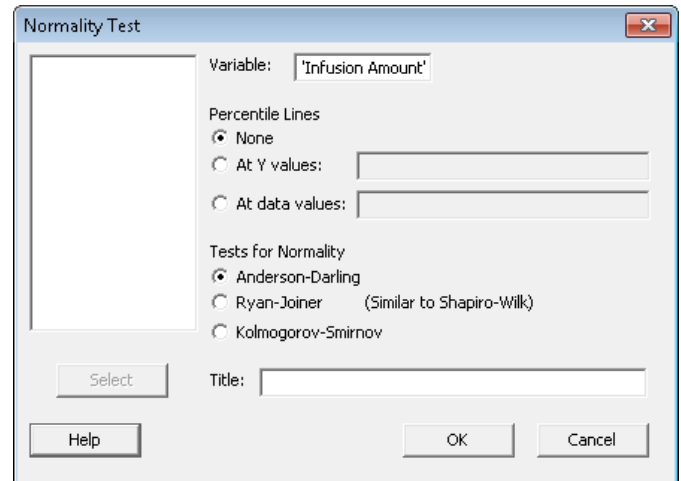 Normality Test
Variable: 'Infusion Amount'
Percentile Lines
None
At Y values:
At data values:
Tests for Normality
Anderson-Darling
Ryan-Joiner (Similar to Shapiro-Wilk)
Kolmogorov-Smirnov
Select
Title:
Help
OK
Cancel